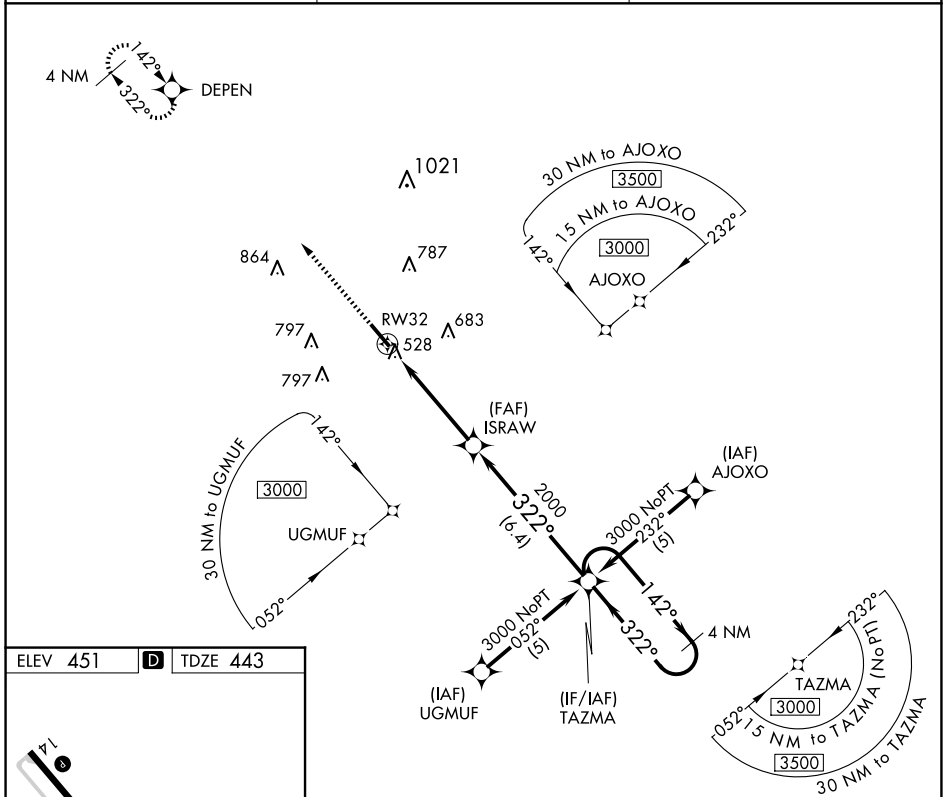 142°
4 NM
322°
DEPEN
1021
30 NM to AJOXO
3500
15 NM to AJOXO
3000
142°
232°
AJOXO
864
787
RW32
683
797
528
797
(FAF)
ISRAW
142°
30 NM to UGMUF
3000
UGMUF
052°
(IAF)
AJOXO
2000
322°
(6.4)
3000 NoPT
232°
(5)
142°
322°
4 NM
3000 NoPT
052°
(5)
(IAF)
UGMUF
(IF/IAF)
TAZMA
232°
TAZMA
052°
3000
15 NM to TAZMA (NoPT)
3500
30 NM to TAZMA
ELEV 451
D
TDZE 443
14
P